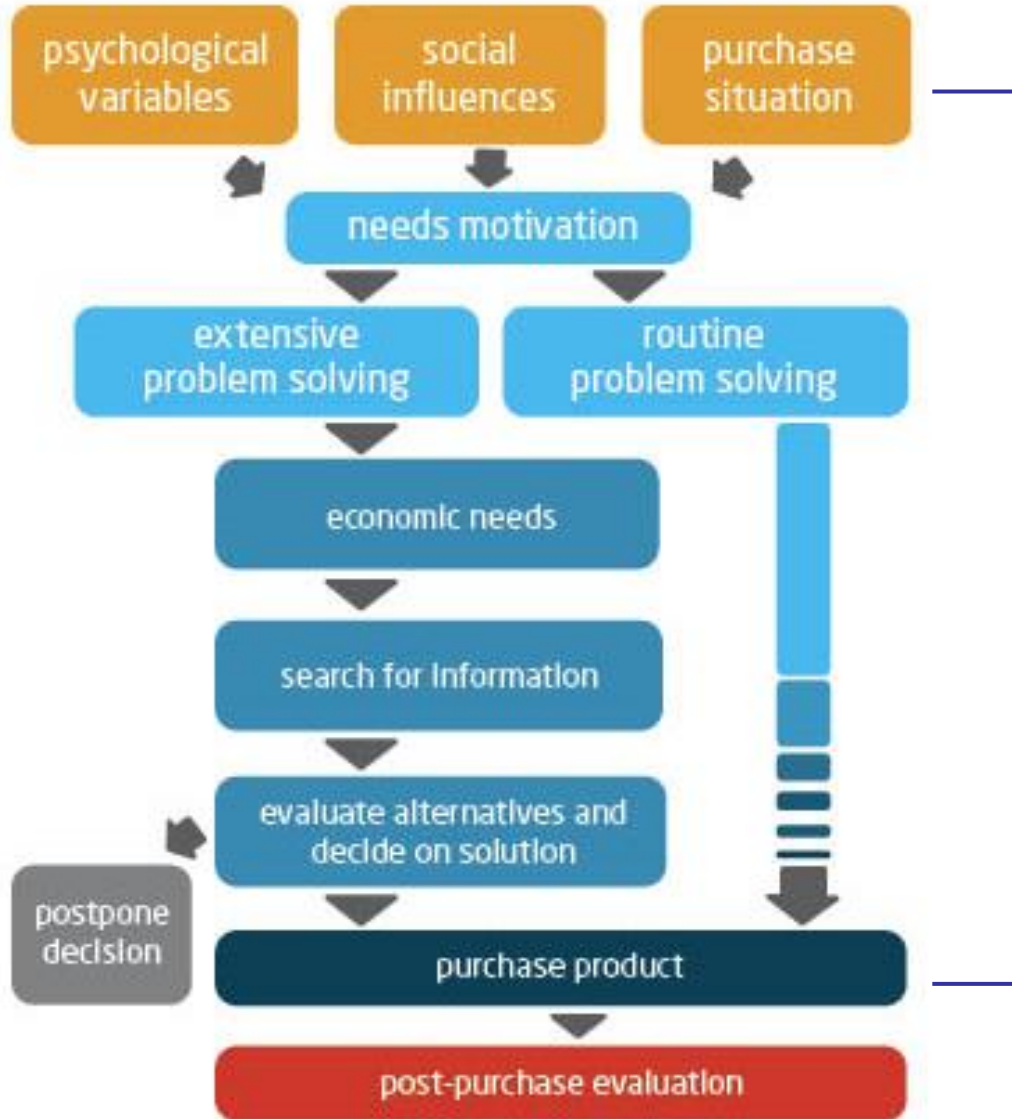 psychological
variables
social
influences
purchase
situation
needs motivation
extensive
problem solving
routine
problem solving
economic needs
search for information
evaluate alternatives and
decide on solution
postpone
decision
purchase product
post-purchase evaluation